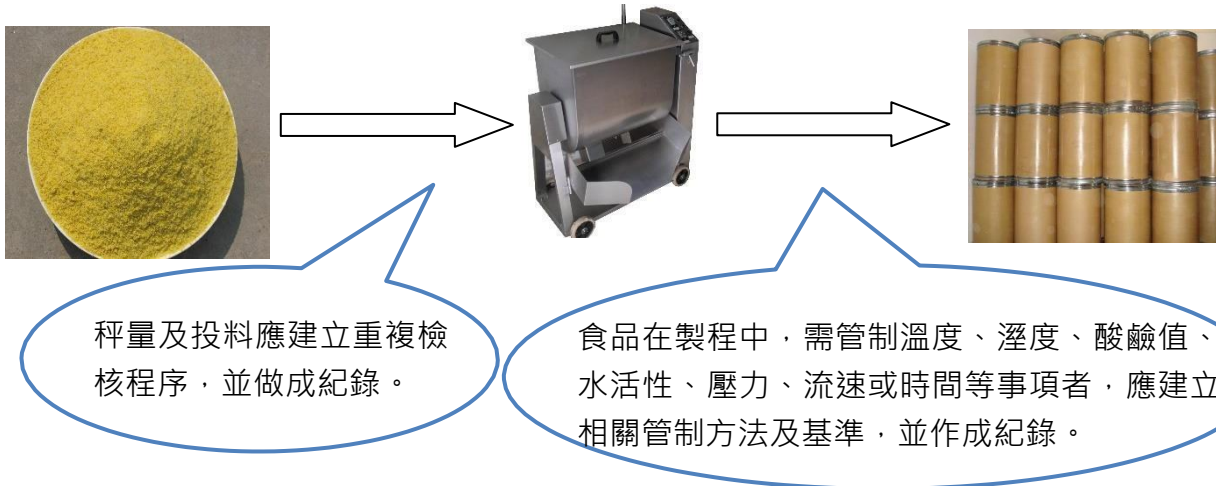 秤量及投料應建立重複檢
核程序，並做成紀錄。
食品在製程中，需管制溫度、溼度、酸鹼值、
水活性、壓力、流速或時間等事項者，應建立
相關管制方法及基準，並作成紀錄。